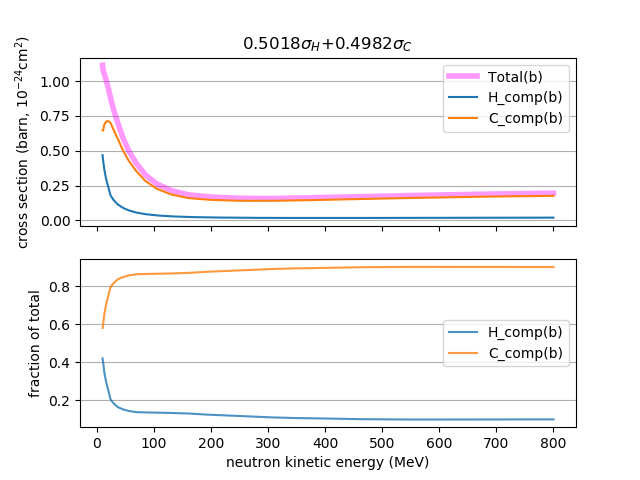 0.5018σ_H+0.4982σ_C
cross section (barn, 10⁻²⁴cm²)
1.00
0.75
0.50
0.25
0.00
Total(b)
H_comp(b)
C_comp(b)
fraction of total
0.8
0.6
0.4
0.2
H_comp(b)
C_comp(b)
0 100 200 300 400 500 600 700 800
neutron kinetic energy (MeV)